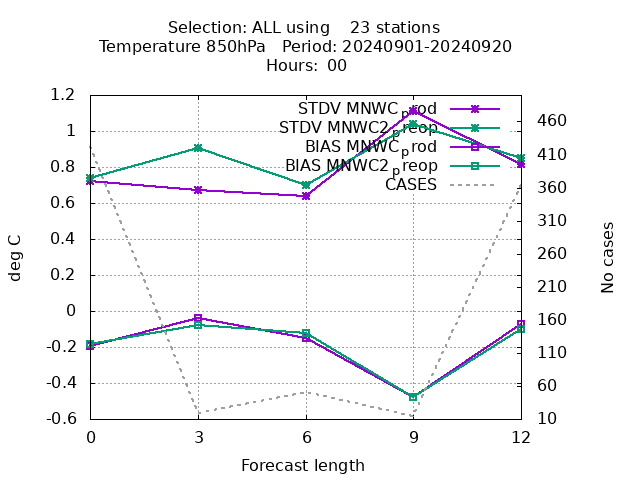 Selection: ALL using    23 stations
Temperature 850hPa   Period: 20240901-20240920
Hours: 00
STDV MNWC_prod
STDV MNWC2_preop
BIAS MNWC_prod
BIAS MNWC2_preop
CASES
1.2
1
0.8
0.6
0.4
0.2
0
-0.2
-0.4
-0.6
deg C
460
410
360
310
260
210
160
110
60
10
No cases
0 3 6 9 12
Forecast length